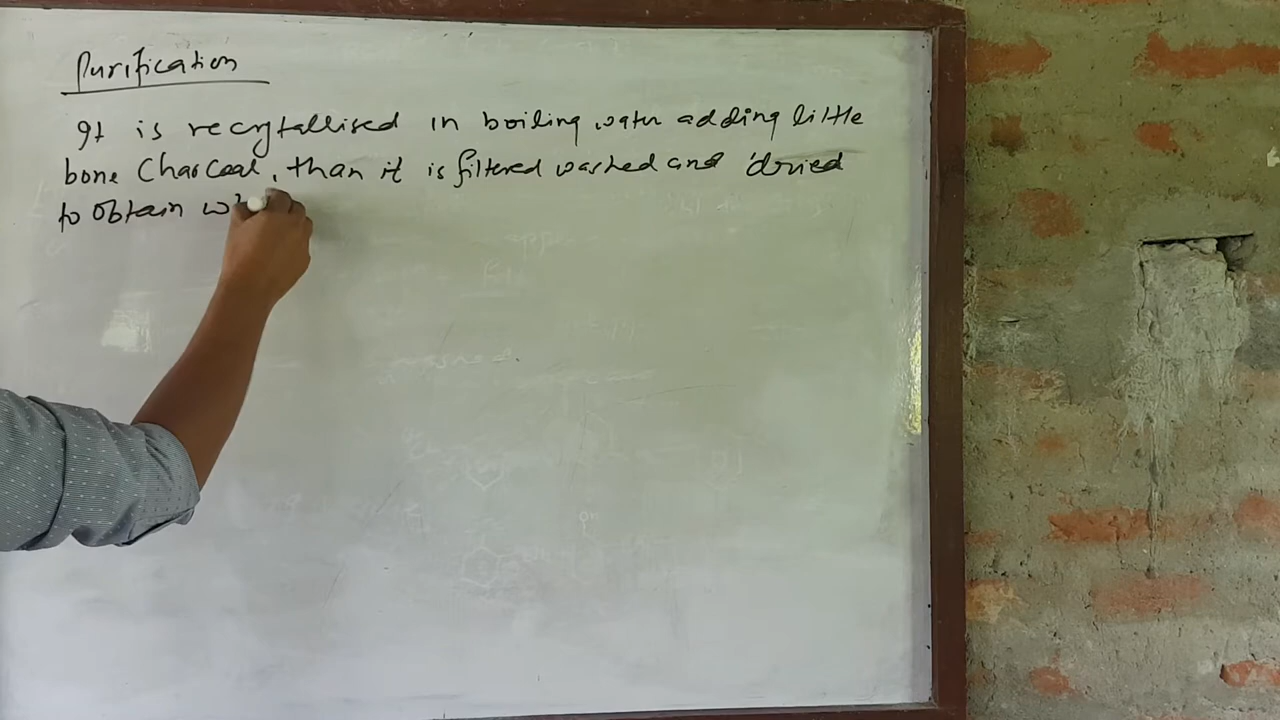 Purification
It is recrytallised in boiling water adding little
bone Charcoal, than it is filtered washed and dried
to obtain